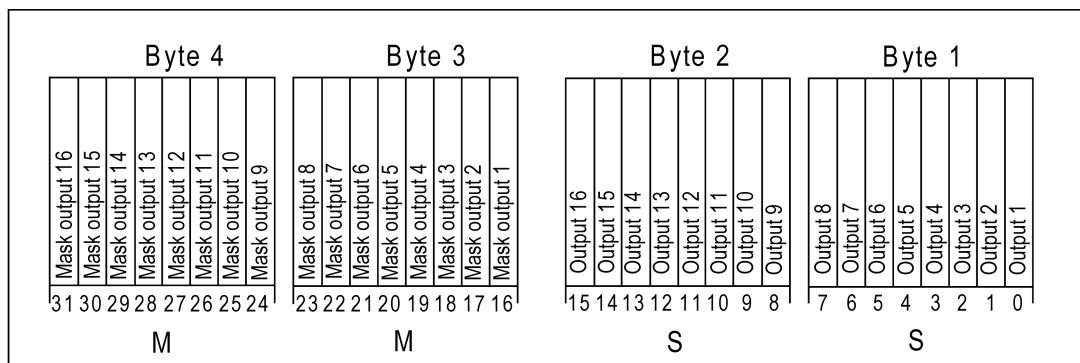 Byte 4
Byte 3
Byte 2
Byte 1
Mask output 16
Mask output 15
Mask output 14
Mask output 13
Mask output 12
Mask output 11
Mask output 10
Mask output 9
Mask output 8
Mask output 7
Mask output 6
Mask output 5
Mask output 4
Mask output 3
Mask output 2
Mask output 1
Output 16
Output 15
Output 14
Output 13
Output 12
Output 11
Output 10
Output 9
Output 8
Output 7
Output 6
Output 5
Output 4
Output 3
Output 2
Output 1
31 30 29 28 27 26 25 24
23 22 21 20 19 18 17 16
15 14 13 12 11 10 9 8
7 6 5 4 3 2 1 0
M
M
S
S